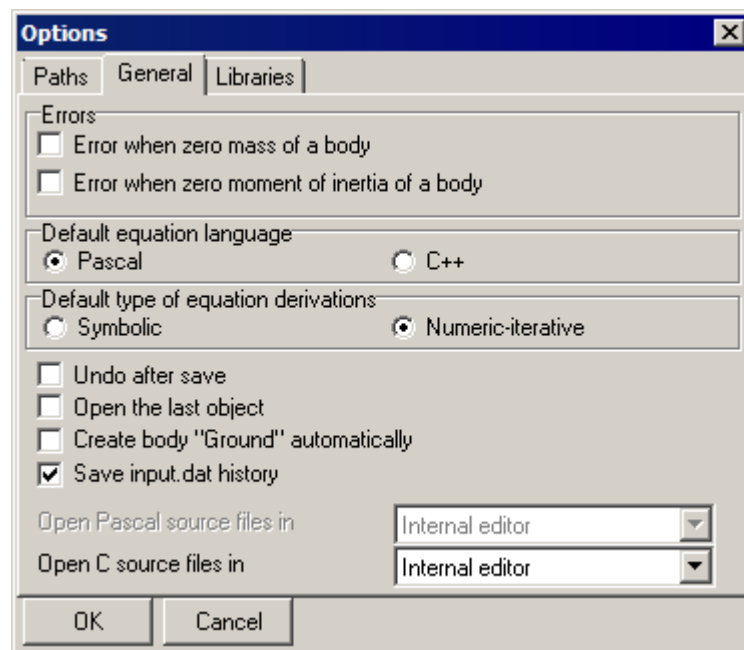 Options
Paths General Libraries
Errors
Error when zero mass of a body
Error when zero moment of inertia of a body
Default equation language
Pascal C++
Default type of equation derivations
Symbolic Numeric-iterative
Undo after save
Open the last object
Create body "Ground" automatically
Save input.dat history
Open Pascal source files in Internal editor
Open C source files in Internal editor
OK Cancel